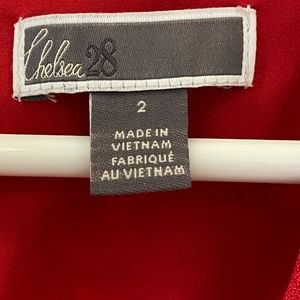 Chelsea28
2
MADE IN
VIETNAM
FABRIQUÉ
AU VIETNAM